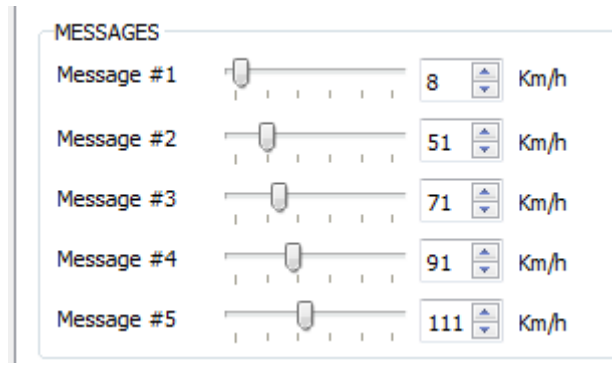 MESSAGES
Message #1 8 Km/h
Message #2 51 Km/h
Message #3 71 Km/h
Message #4 91 Km/h
Message #5 111 Km/h